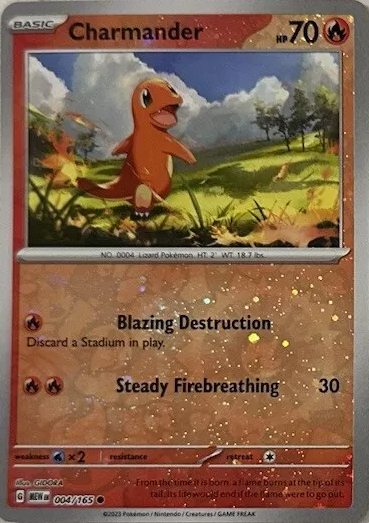 BASIC
Charmander
HP 70
NO. 0004 Lizard Pokémon. HT: 2' WT: 18.7 lbs.
Blazing Destruction
Discard a Stadium in play.
Steady Firebreathing 30
weakness ×2 resistance retreat
Illus. GIDORA
G MEW EN 004/165
From the time it is born, a flame burns at the tip of its
tail. Its life would end if the flame were to go out.
©2023 Pokémon / Nintendo / Creatures / GAME FREAK